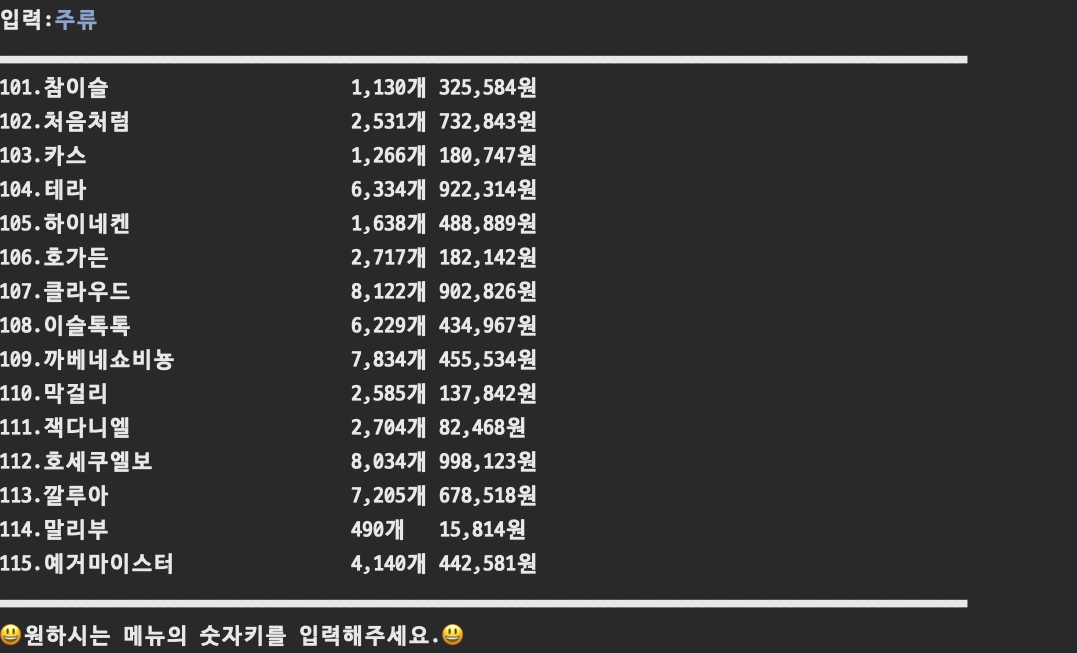 입력:주류
101.참이슬 1,130개 325,584원
102.처음처럼 2,531개 732,843원
103.카스 1,266개 180,747원
104.테라 6,334개 922,314원
105.하이네켄 1,638개 488,889원
106.호가든 2,717개 182,142원
107.클라우드 8,122개 902,826원
108.이슬톡톡 6,229개 434,967원
109.까베네쇼비뇽 7,834개 455,534원
110.막걸리 2,585개 137,842원
111.잭다니엘 2,704개 82,468원
112.호세쿠엘보 8,034개 998,123원
113.깔루아 7,205개 678,518원
114.말리부 490개 15,814원
115.예거마이스터 4,140개 442,581원
😃원하시는 메뉴의 숫자키를 입력해주세요.😃